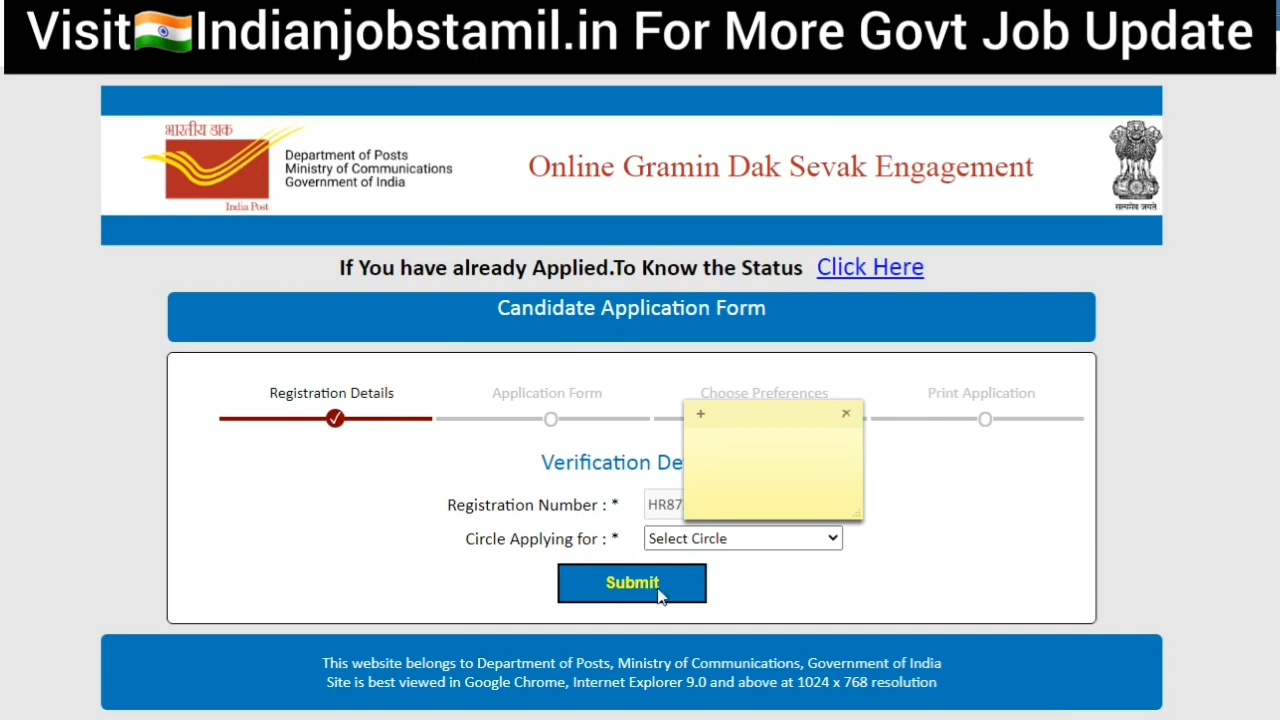 Visit🇮🇳Indianjobstamil.in For More Govt Job Update
भारतीय डाक
India Post
Department of Posts
Ministry of Communications
Government of India
Online Gramin Dak Sevak Engagement
सत्यमेव जयते
If You have already Applied.To Know the Status Click Here
Candidate Application Form
Registration Details
Application Form
Choose Preferences
Print Application
Verification De
Registration Number : * HR87
Circle Applying for : * Select Circle
Submit
This website belongs to Department of Posts, Ministry of Communications, Government of India
Site is best viewed in Google Chrome, Internet Explorer 9.0 and above at 1024 x 768 resolution